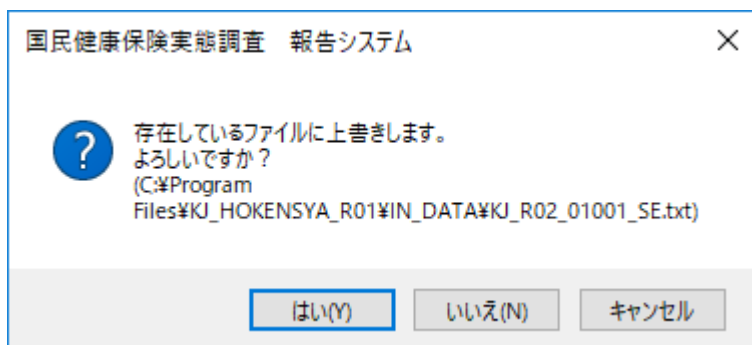 国民健康保険実態調査　報告システム
存在しているファイルに上書きします。
よろしいですか？
(C:¥Program
Files¥KJ_HOKENSYA_R01¥IN_DATA¥KJ_R02_01001_SE.txt)
はい(Y) いいえ(N) キャンセル